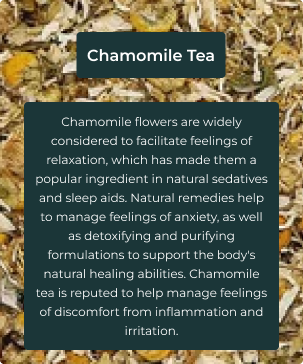 Chamomile Tea
Chamomile flowers are widely
considered to facilitate feelings of
relaxation, which has made them a
popular ingredient in natural sedatives
and sleep aids. Natural remedies help
to manage feelings of anxiety, as well
as detoxifying and purifying
formulations to support the body's
natural healing abilities. Chamomile
tea is reputed to help manage feelings
of discomfort from inflammation and
irritation.